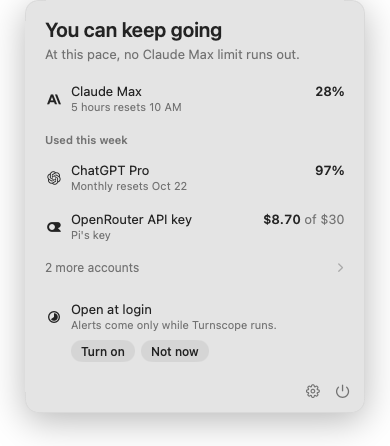 You can keep going
At this pace, no Claude Max limit runs out.
Claude Max 28%
5 hours resets 10 AM
Used this week
ChatGPT Pro 97%
Monthly resets Oct 22
OpenRouter API key $8.70 of $30
Pi's key
2 more accounts
Open at login
Alerts come only while Turnscope runs.
Turn on Not now